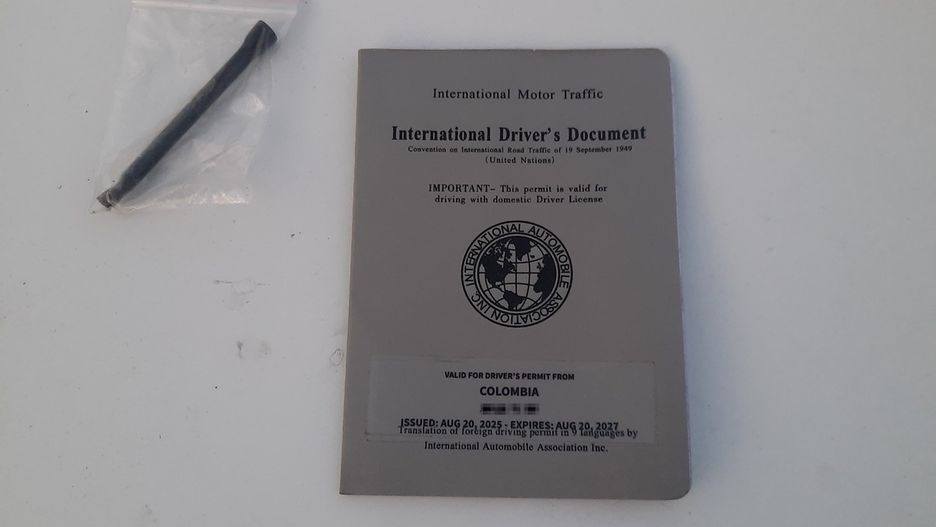 International Motor Traffic
International Driver's Document
Convention on International Road Traffic of 19 September 1949
(United Nations)
IMPORTANT– This permit is valid for
driving with domestic Driver License
INTERNATIONAL AUTOMOBILE ASSOCIATION INC.
VALID FOR DRIVER'S PERMIT FROM
COLOMBIA
ISSUED: AUG 20, 2025 - EXPIRES: AUG 20, 2027
Translation of foreign driving permit in 9 languages by
International Automobile Association Inc.